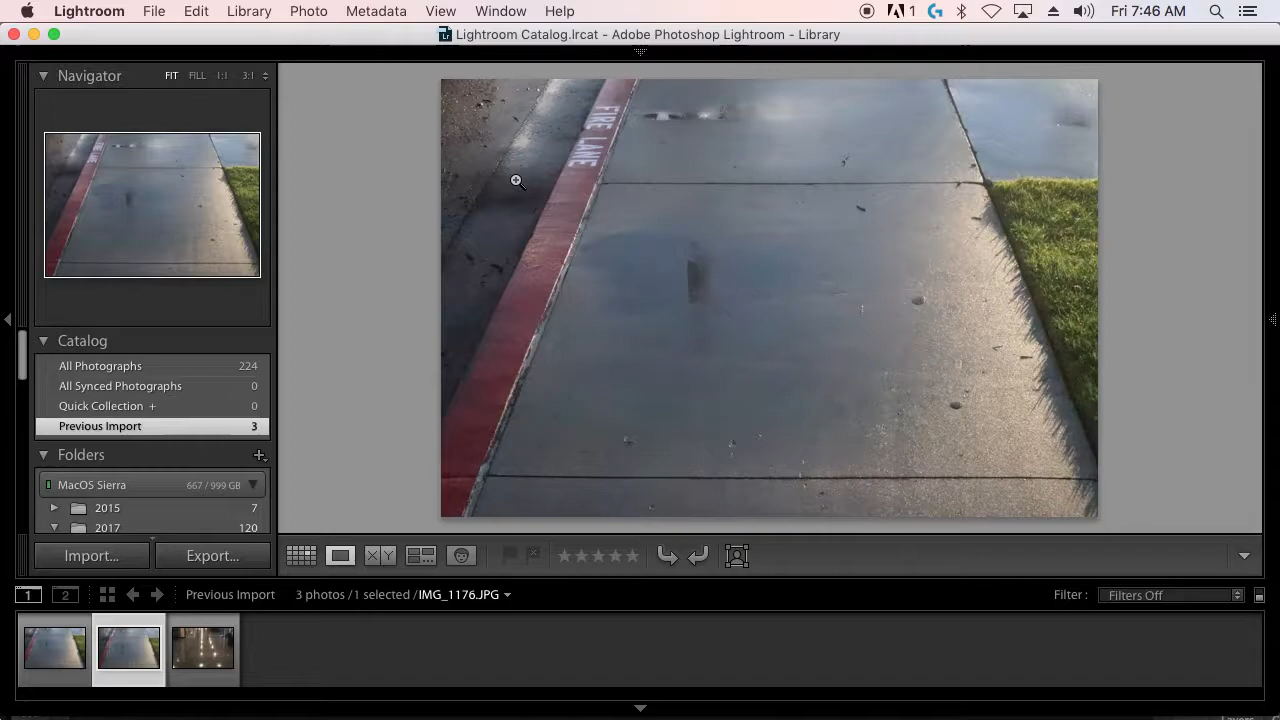 Lightroom File Edit Library Photo Metadata View Window Help 1 Fri 7:46 AM
Lightroom Catalog.lrcat - Adobe Photoshop Lightroom - Library
Navigator FIT FILL 1:1 3:1
FIRE LANE
Catalog
All Photographs 224
All Synced Photographs 0
Quick Collection + 0
Previous Import 3
Folders +
MacOS Sierra 667 / 999 GB
2015 7
2017 120
Import... Export... X Y
1 2 Previous Import 3 photos / 1 selected / IMG_1176.JPG Filter : Filters Off